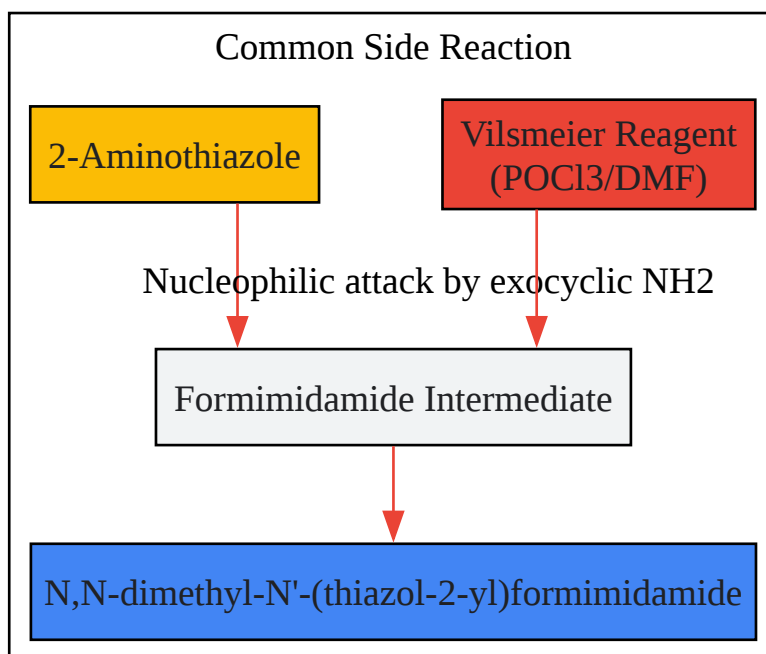 Common Side Reaction
2-Aminothiazole
Vilsmeier Reagent
(POCl3/DMF)
Nucleophilic attack by exocyclic NH2
Formimidamide Intermediate
N,N-dimethyl-N'-(thiazol-2-yl)formimidamide